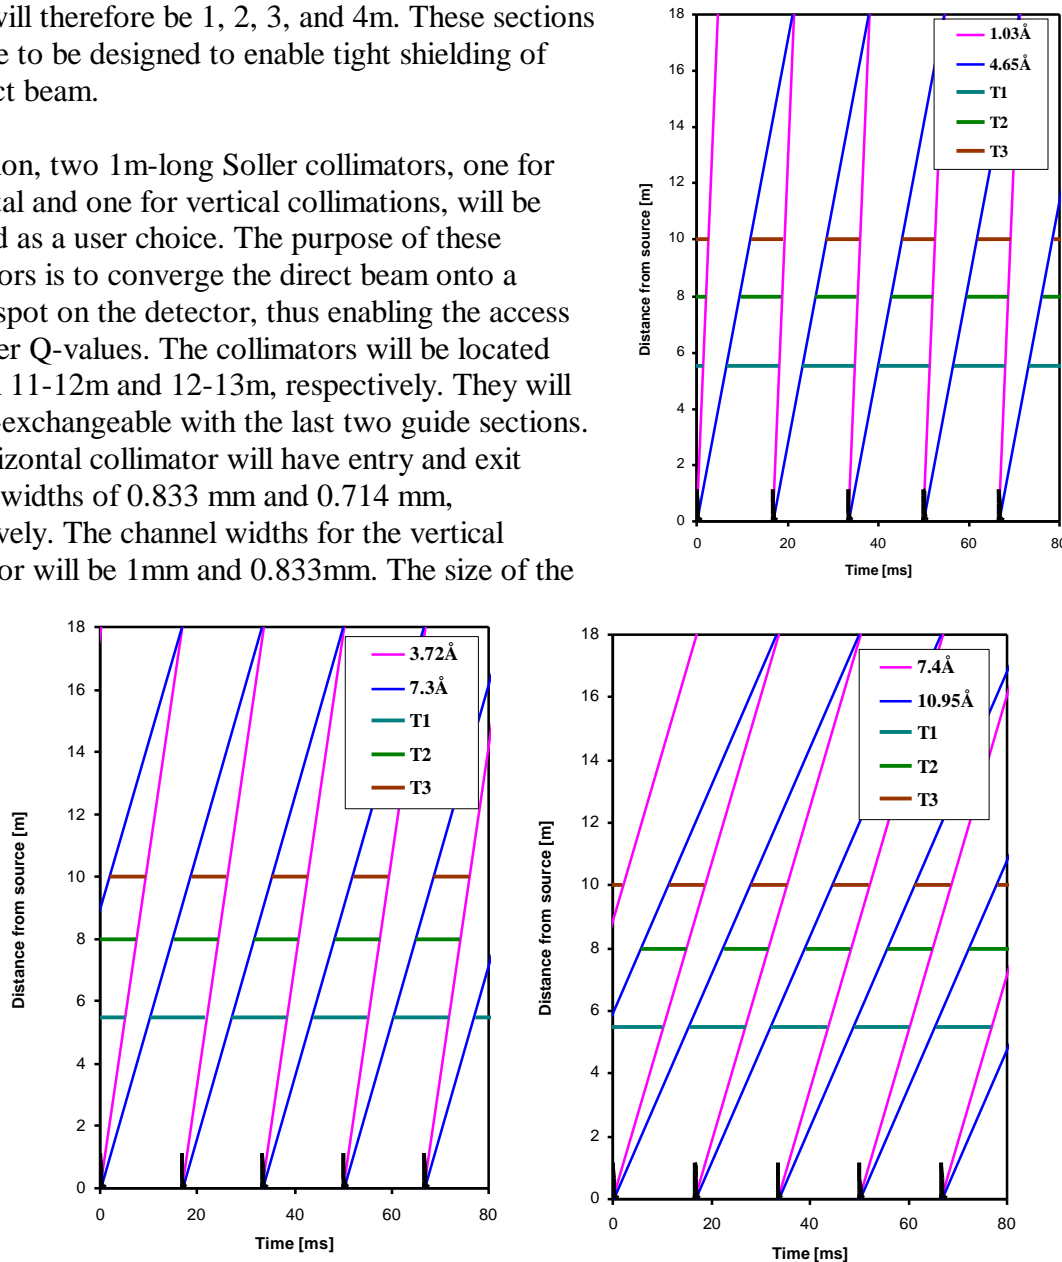 will therefore be 1, 2, 3, and 4m. These sections
e to be designed to enable tight shielding of
ct beam.
ion, two 1m-long Soller collimators, one for
tal and one for vertical collimations, will be
d as a user choice. The purpose of these
ors is to converge the direct beam onto a
spot on the detector, thus enabling the access
er Q-values. The collimators will be located
11-12m and 12-13m, respectively. They will
-exchangeable with the last two guide sections.
rizontal collimator will have entry and exit
widths of 0.833 mm and 0.714 mm,
vely. The channel widths for the vertical
or will be 1mm and 0.833mm. The size of the
18
16
14
12
10
8
6
4
2
0
Distance from source [m]
1.03Å
4.65Å
T1
T2
T3
0 20 40 60 80
Time [ms]
18
16
14
12
10
8
6
4
2
0
Distance from source [m]
3.72Å
7.3Å
T1
T2
T3
0 20 40 60 80
Time [ms]
18
16
14
12
10
8
6
4
2
0
Distance from source [m]
7.4Å
10.95Å
T1
T2
T3
0 20 40 60 80
Time [ms]